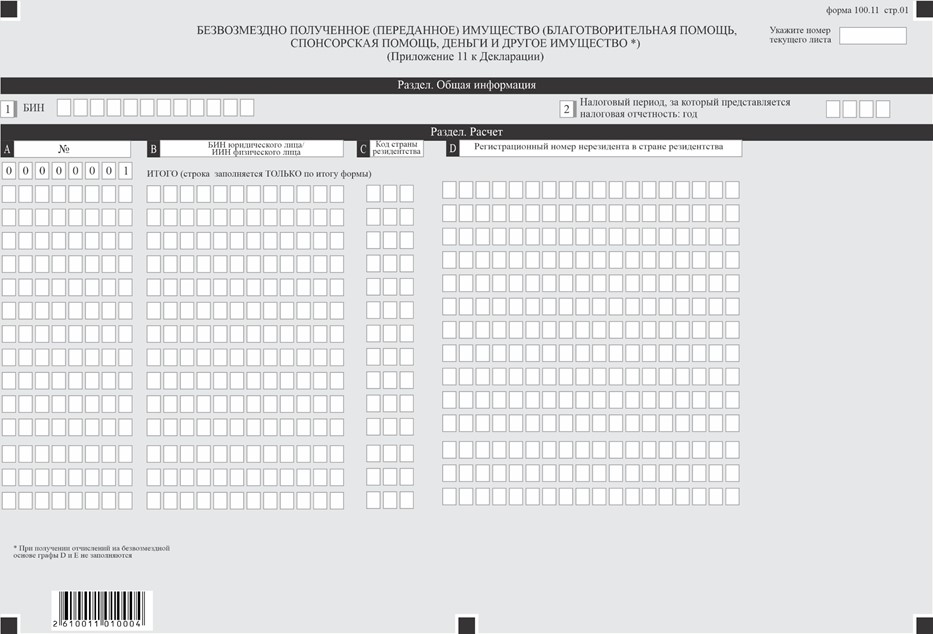 форма 100.11 стр.01
БЕЗВОЗМЕЗДНО ПОЛУЧЕННОЕ (ПЕРЕДАННОЕ) ИМУЩЕСТВО (БЛАГОТВОРИТЕЛЬНАЯ ПОМОЩЬ,
СПОНСОРСКАЯ ПОМОЩЬ, ДЕНЬГИ И ДРУГОЕ ИМУЩЕСТВО *)
(Приложение 11 к Декларации)
Укажите номер
текущего листа
Раздел. Общая информация
1 БИН
2 Налоговый период, за который представляется
налоговая отчетность: год
Раздел. Расчет
A №
B БИН юридического лица/
ИИН физического лица
C Код страны
резидентства
D Регистрационный номер нерезидента в стране резидентства
0 0 0 0 0 0 0 1
ИТОГО (строка заполняется ТОЛЬКО по итогу формы)
* При получении отчислений на безвозмездной
основе графы D и E не заполняются
2 610011 010004